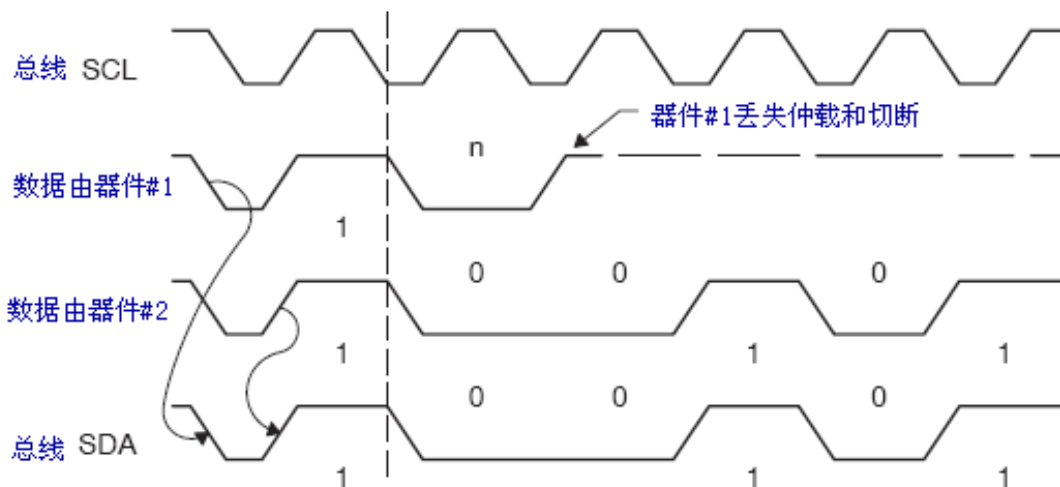 总线 SCL
器件#1丢失仲载和切断
n
数据由器件#1
1
0 0 0
数据由器件#2
1 1 1
0 0 0
总线 SDA
1 1 1